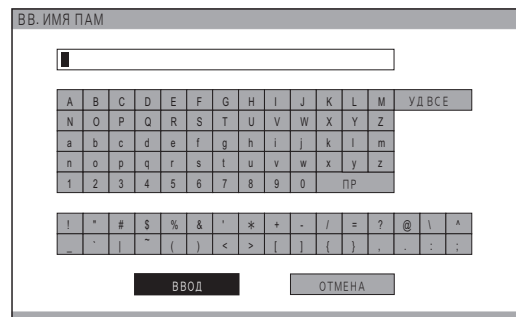 ВВ. ИМЯ ПАМ
A B C D E F G H I J K L M УД ВСЕ
N O P Q R S T U V W X Y Z
a b c d e f g h i j k l m
n o p q r s t u v w x y z
1 2 3 4 5 6 7 8 9 0 ПР
! " # $ % & ' * + - / = ? @ \ ^
_ ` | ~ ( ) < > [ ] { } , . : ;
ВВОД ОТМЕНА